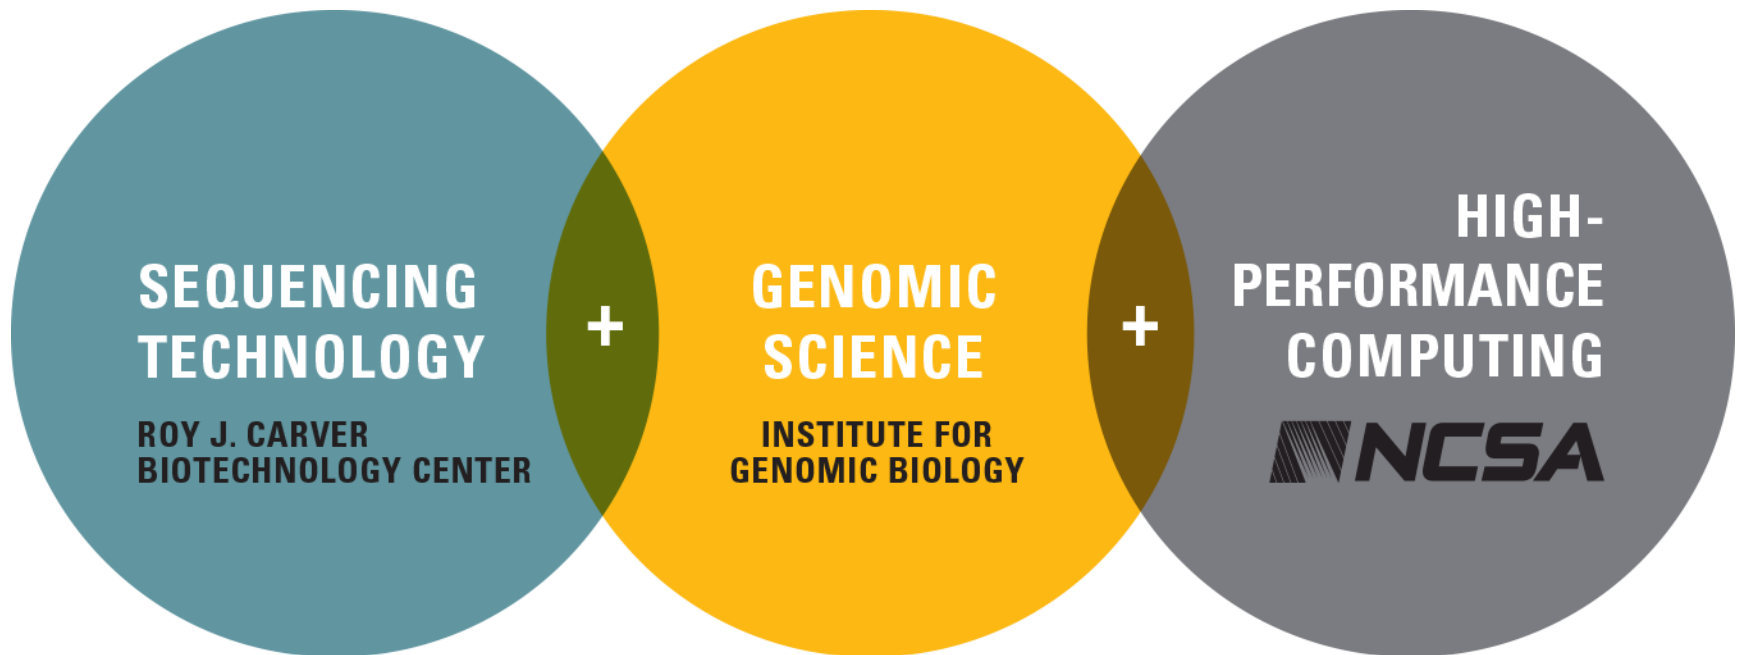 SEQUENCING
TECHNOLOGY
ROY J. CARVER
BIOTECHNOLOGY CENTER
+
GENOMIC
SCIENCE
INSTITUTE FOR
GENOMIC BIOLOGY
+
HIGH-
PERFORMANCE
COMPUTING
NCSA